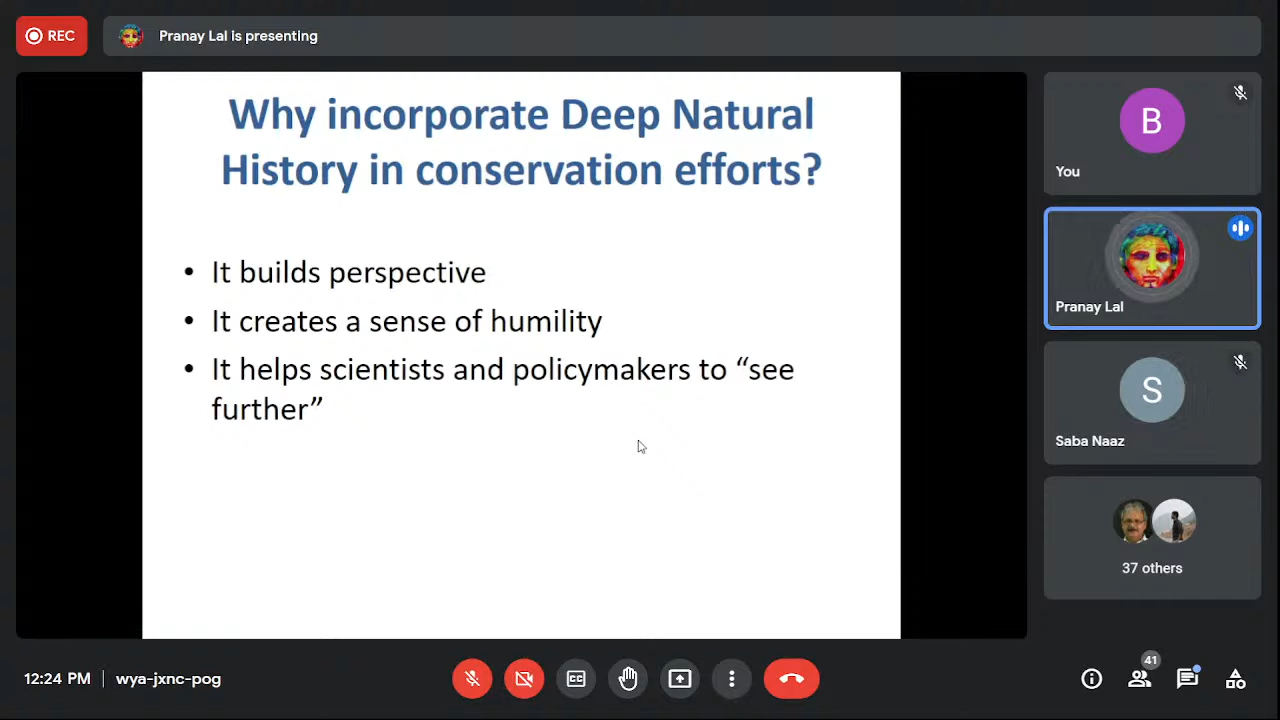 REC
Pranay Lal is presenting
Why incorporate Deep Natural
History in conservation efforts?
• It builds perspective
• It creates a sense of humility
• It helps scientists and policymakers to “see
further”
B
You
Pranay Lal
S
Saba Naaz
37 others
12:24 PM | wya-jxnc-pog
CC
41